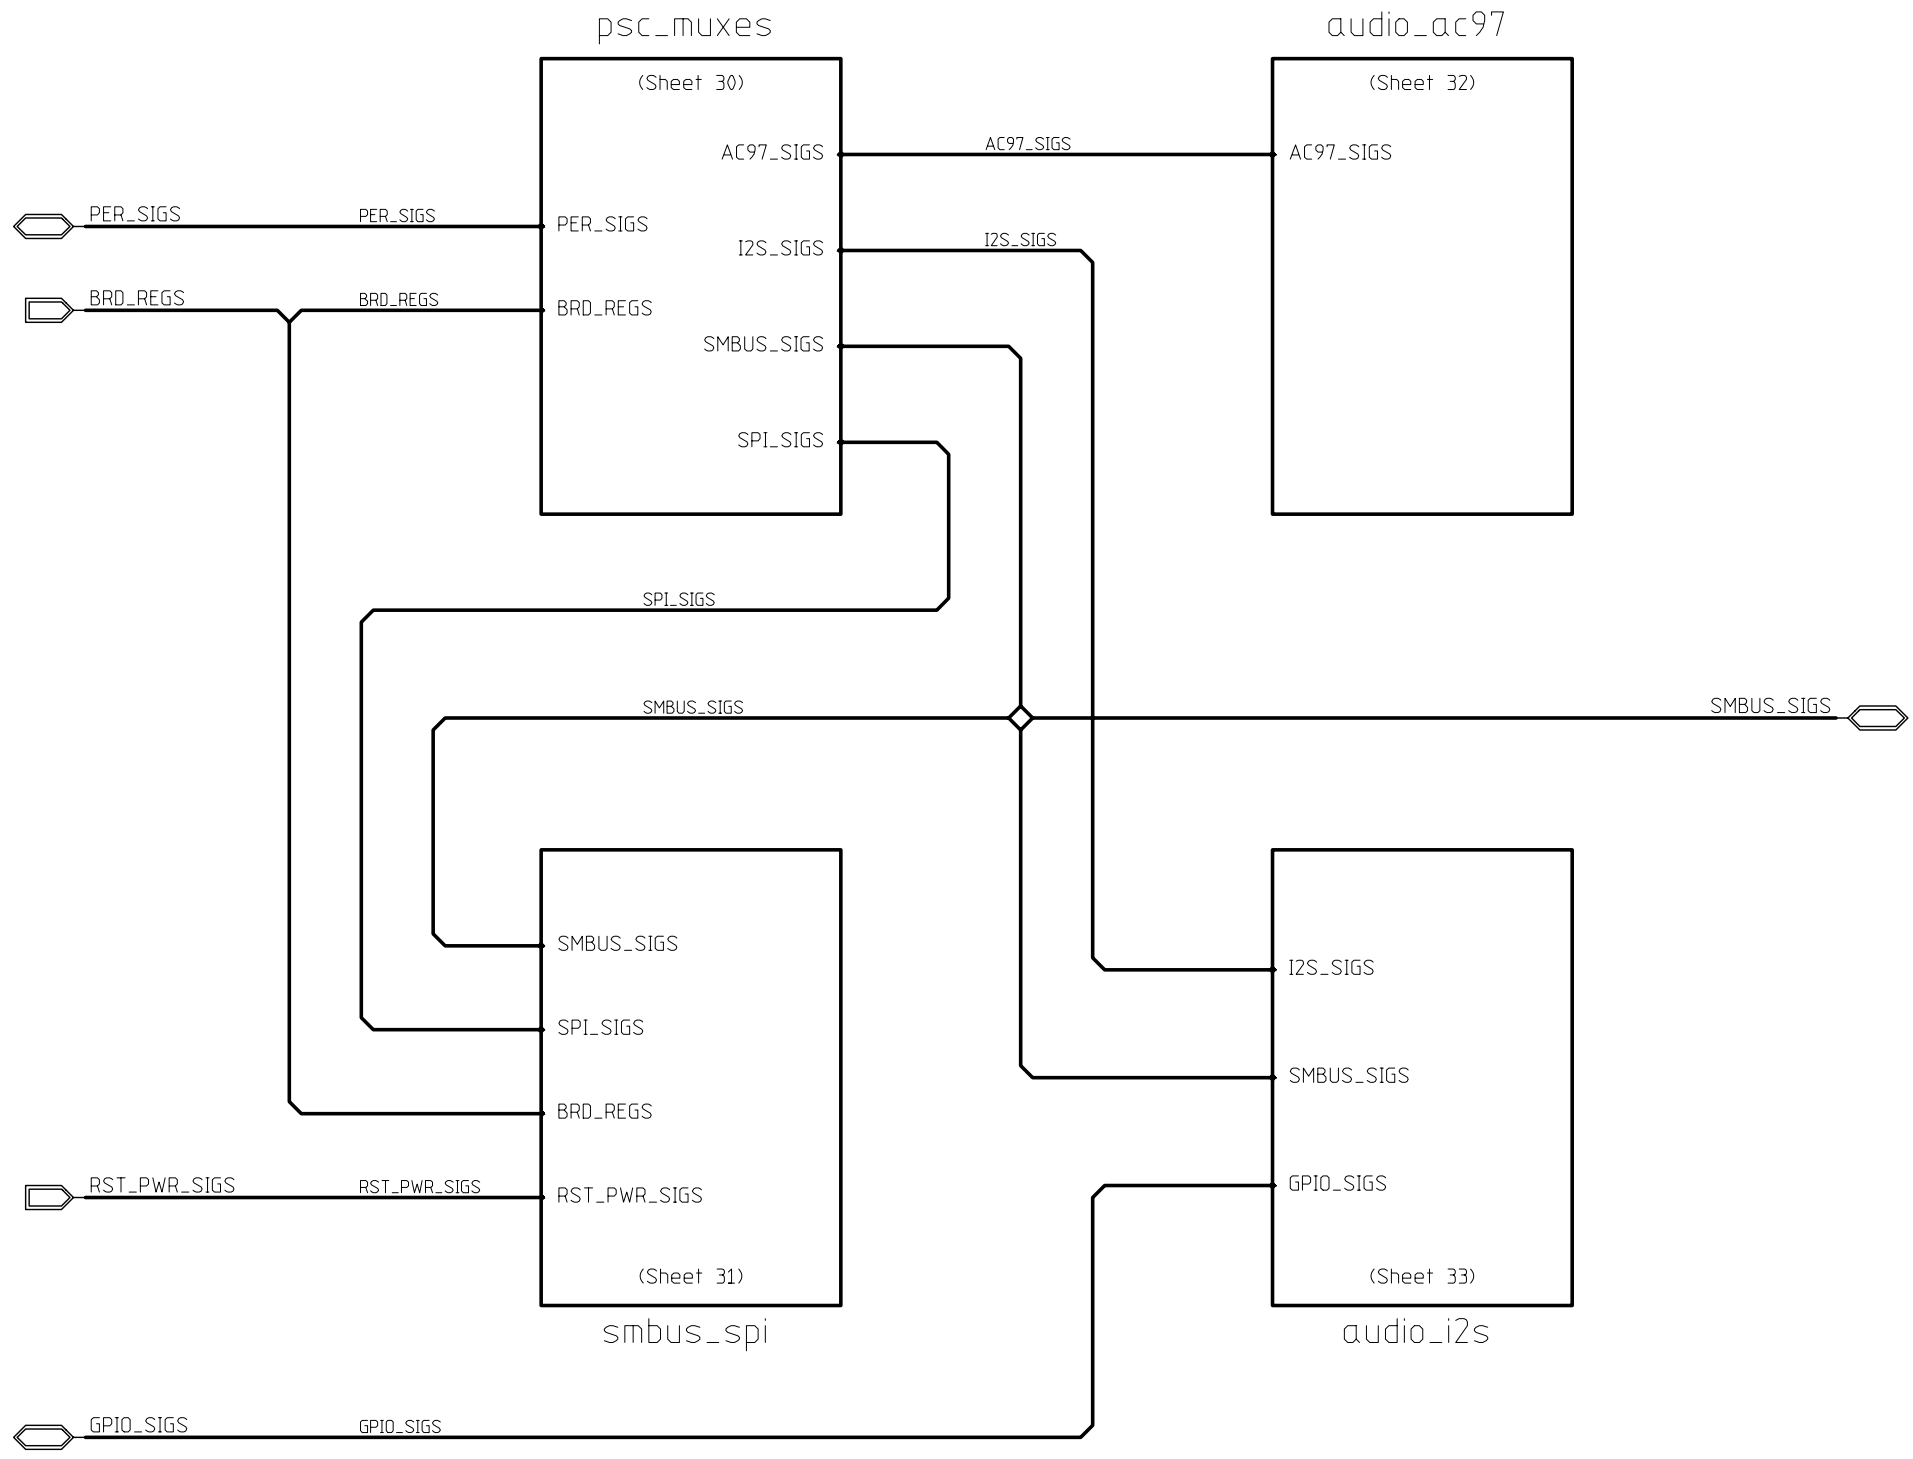 psc_muxes
audio_ac97
(Sheet 30)
(Sheet 32)
AC97_SIGS
AC97_SIGS
AC97_SIGS
PER_SIGS
PER_SIGS
PER_SIGS
I2S_SIGS
I2S_SIGS
BRD_REGS
BRD_REGS
BRD_REGS
SMBUS_SIGS
SPI_SIGS
SPI_SIGS
SMBUS_SIGS
SMBUS_SIGS
SMBUS_SIGS
I2S_SIGS
SPI_SIGS
SMBUS_SIGS
BRD_REGS
RST_PWR_SIGS
RST_PWR_SIGS
RST_PWR_SIGS
GPIO_SIGS
(Sheet 31)
(Sheet 33)
smbus_spi
audio_i2s
GPIO_SIGS
GPIO_SIGS